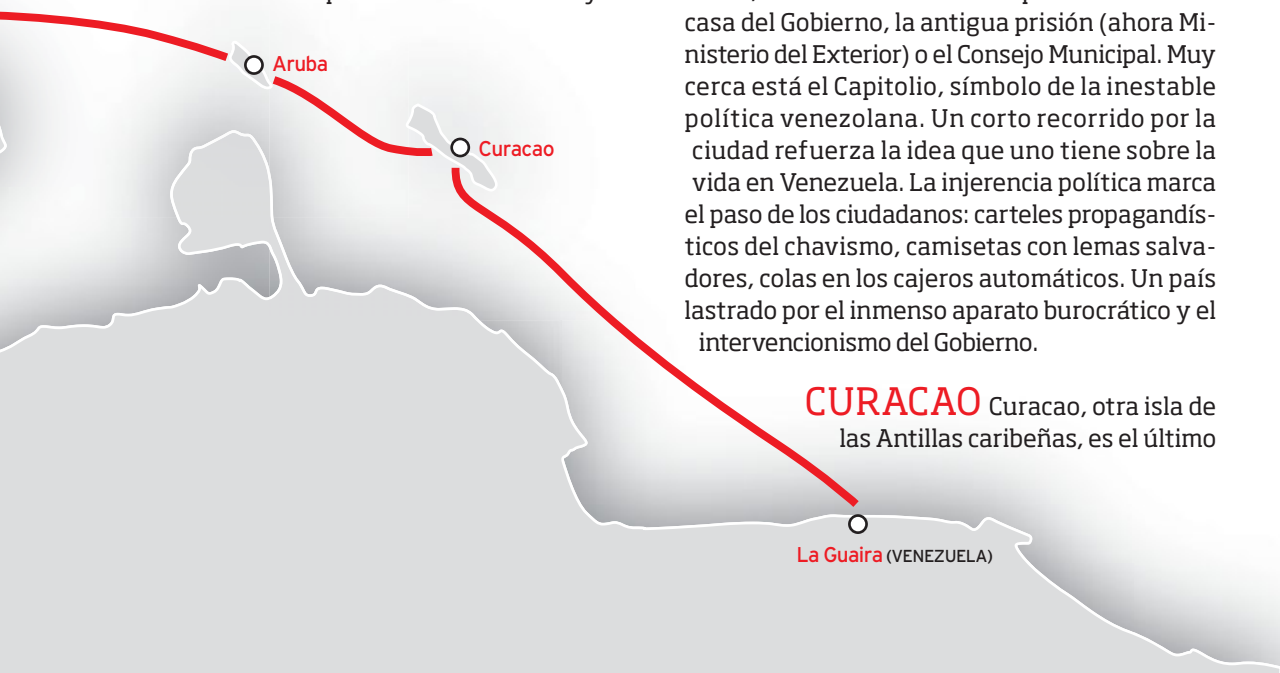 casa del Gobierno, la antigua prisión (ahora Mi-
nisterio del Exterior) o el Consejo Municipal. Muy
cerca está el Capitolio, símbolo de la inestable
política venezolana. Un corto recorrido por la
ciudad refuerza la idea que uno tiene sobre la
vida en Venezuela. La injerencia política marca
el paso de los ciudadanos: carteles propagandís-
ticos del chavismo, camisetas con lemas salva-
dores, colas en los cajeros automáticos. Un país
lastrado por el inmenso aparato burocrático y el
intervencionismo del Gobierno.
CURACAO Curacao, otra isla de
las Antillas caribeñas, es el último
Aruba
Curacao
La Guaira (VENEZUELA)